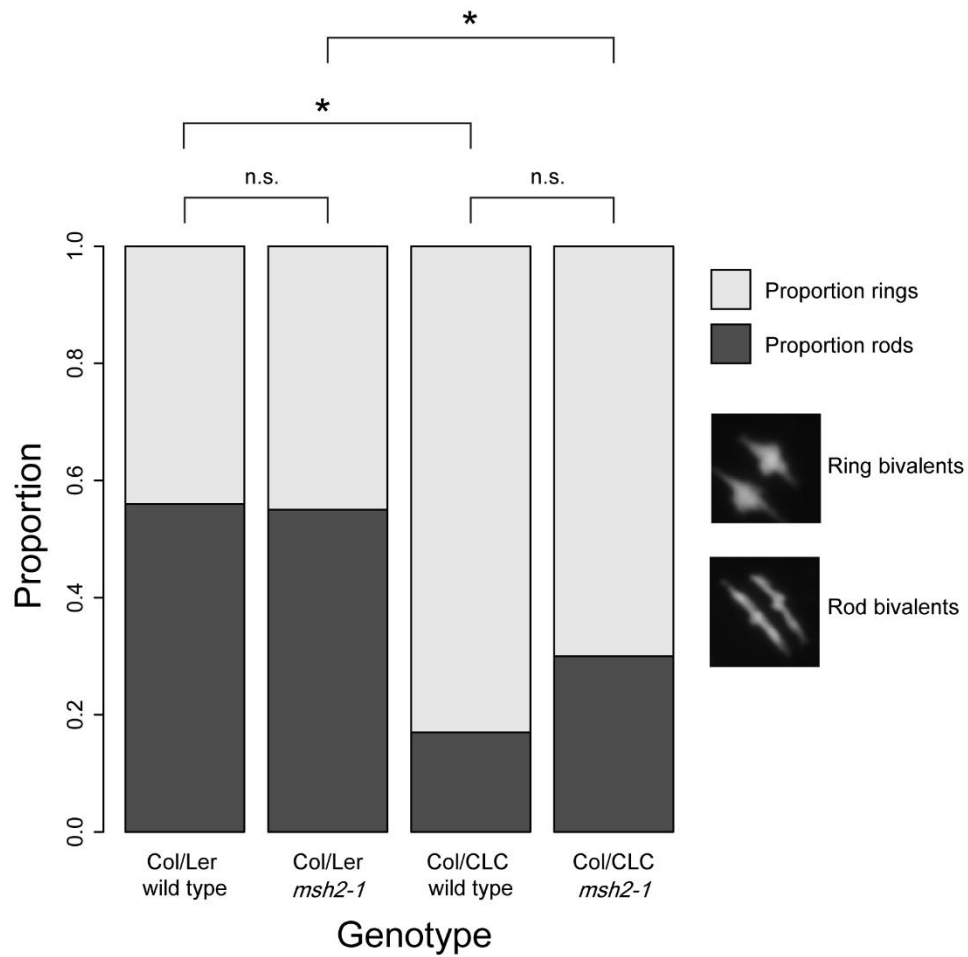 *
*
n.s.
n.s.
Proportion
1.0
0.8
0.6
0.4
0.2
0.0
Proportion rings
Proportion rods
Ring bivalents
Rod bivalents
Col/Ler
wild type
Col/Ler
msh2-1
Col/CLC
wild type
Col/CLC
msh2-1
Genotype